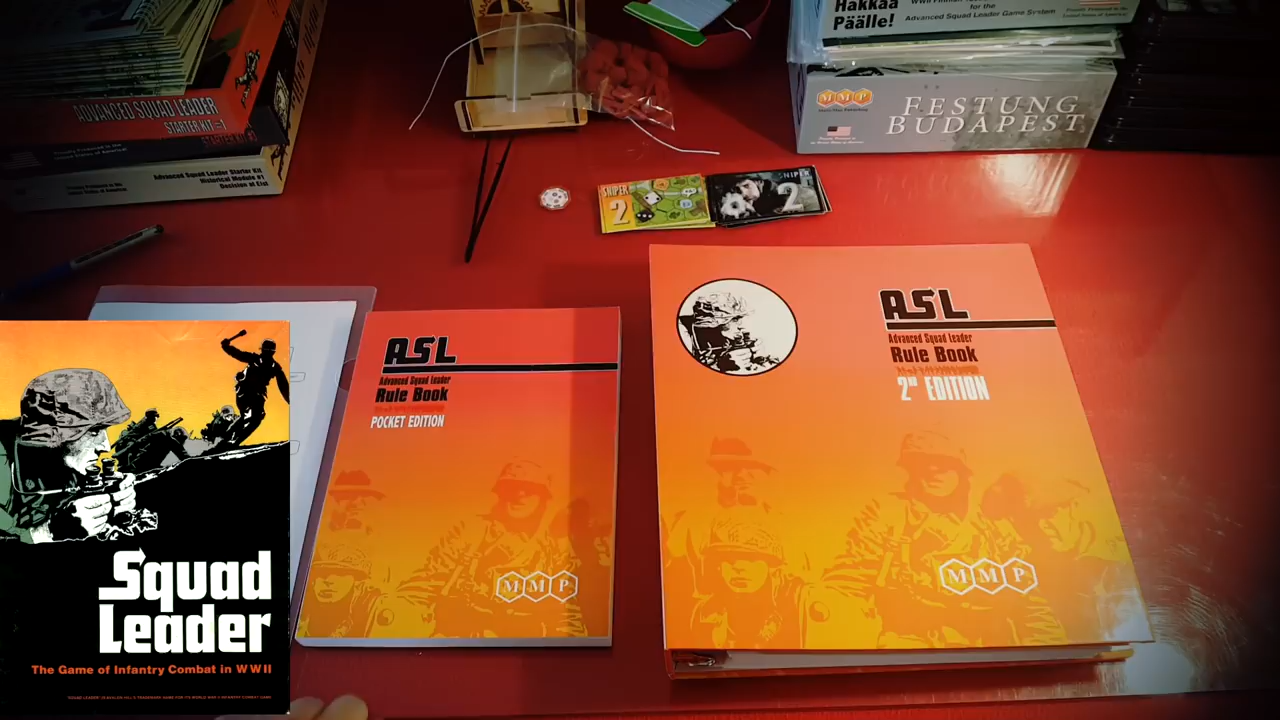 ADVANCED SQUAD LEADER
STARTER KIT #1
Advanced Squad Leader Starter Kit
Historical Module #1
Decision at Elst
Hakkaa
Päälle!
for the
Advanced Squad Leader Game System
MMP
FESTUNG
BUDAPEST
SNIPER
2
SNIPER
2
ASL
Advanced Squad Leader
Rule Book
POCKET EDITION
MMP
ASL
Advanced Squad Leader
Rule Book
2nd EDITION
MMP
Squad
Leader
The Game of Infantry Combat in WWII